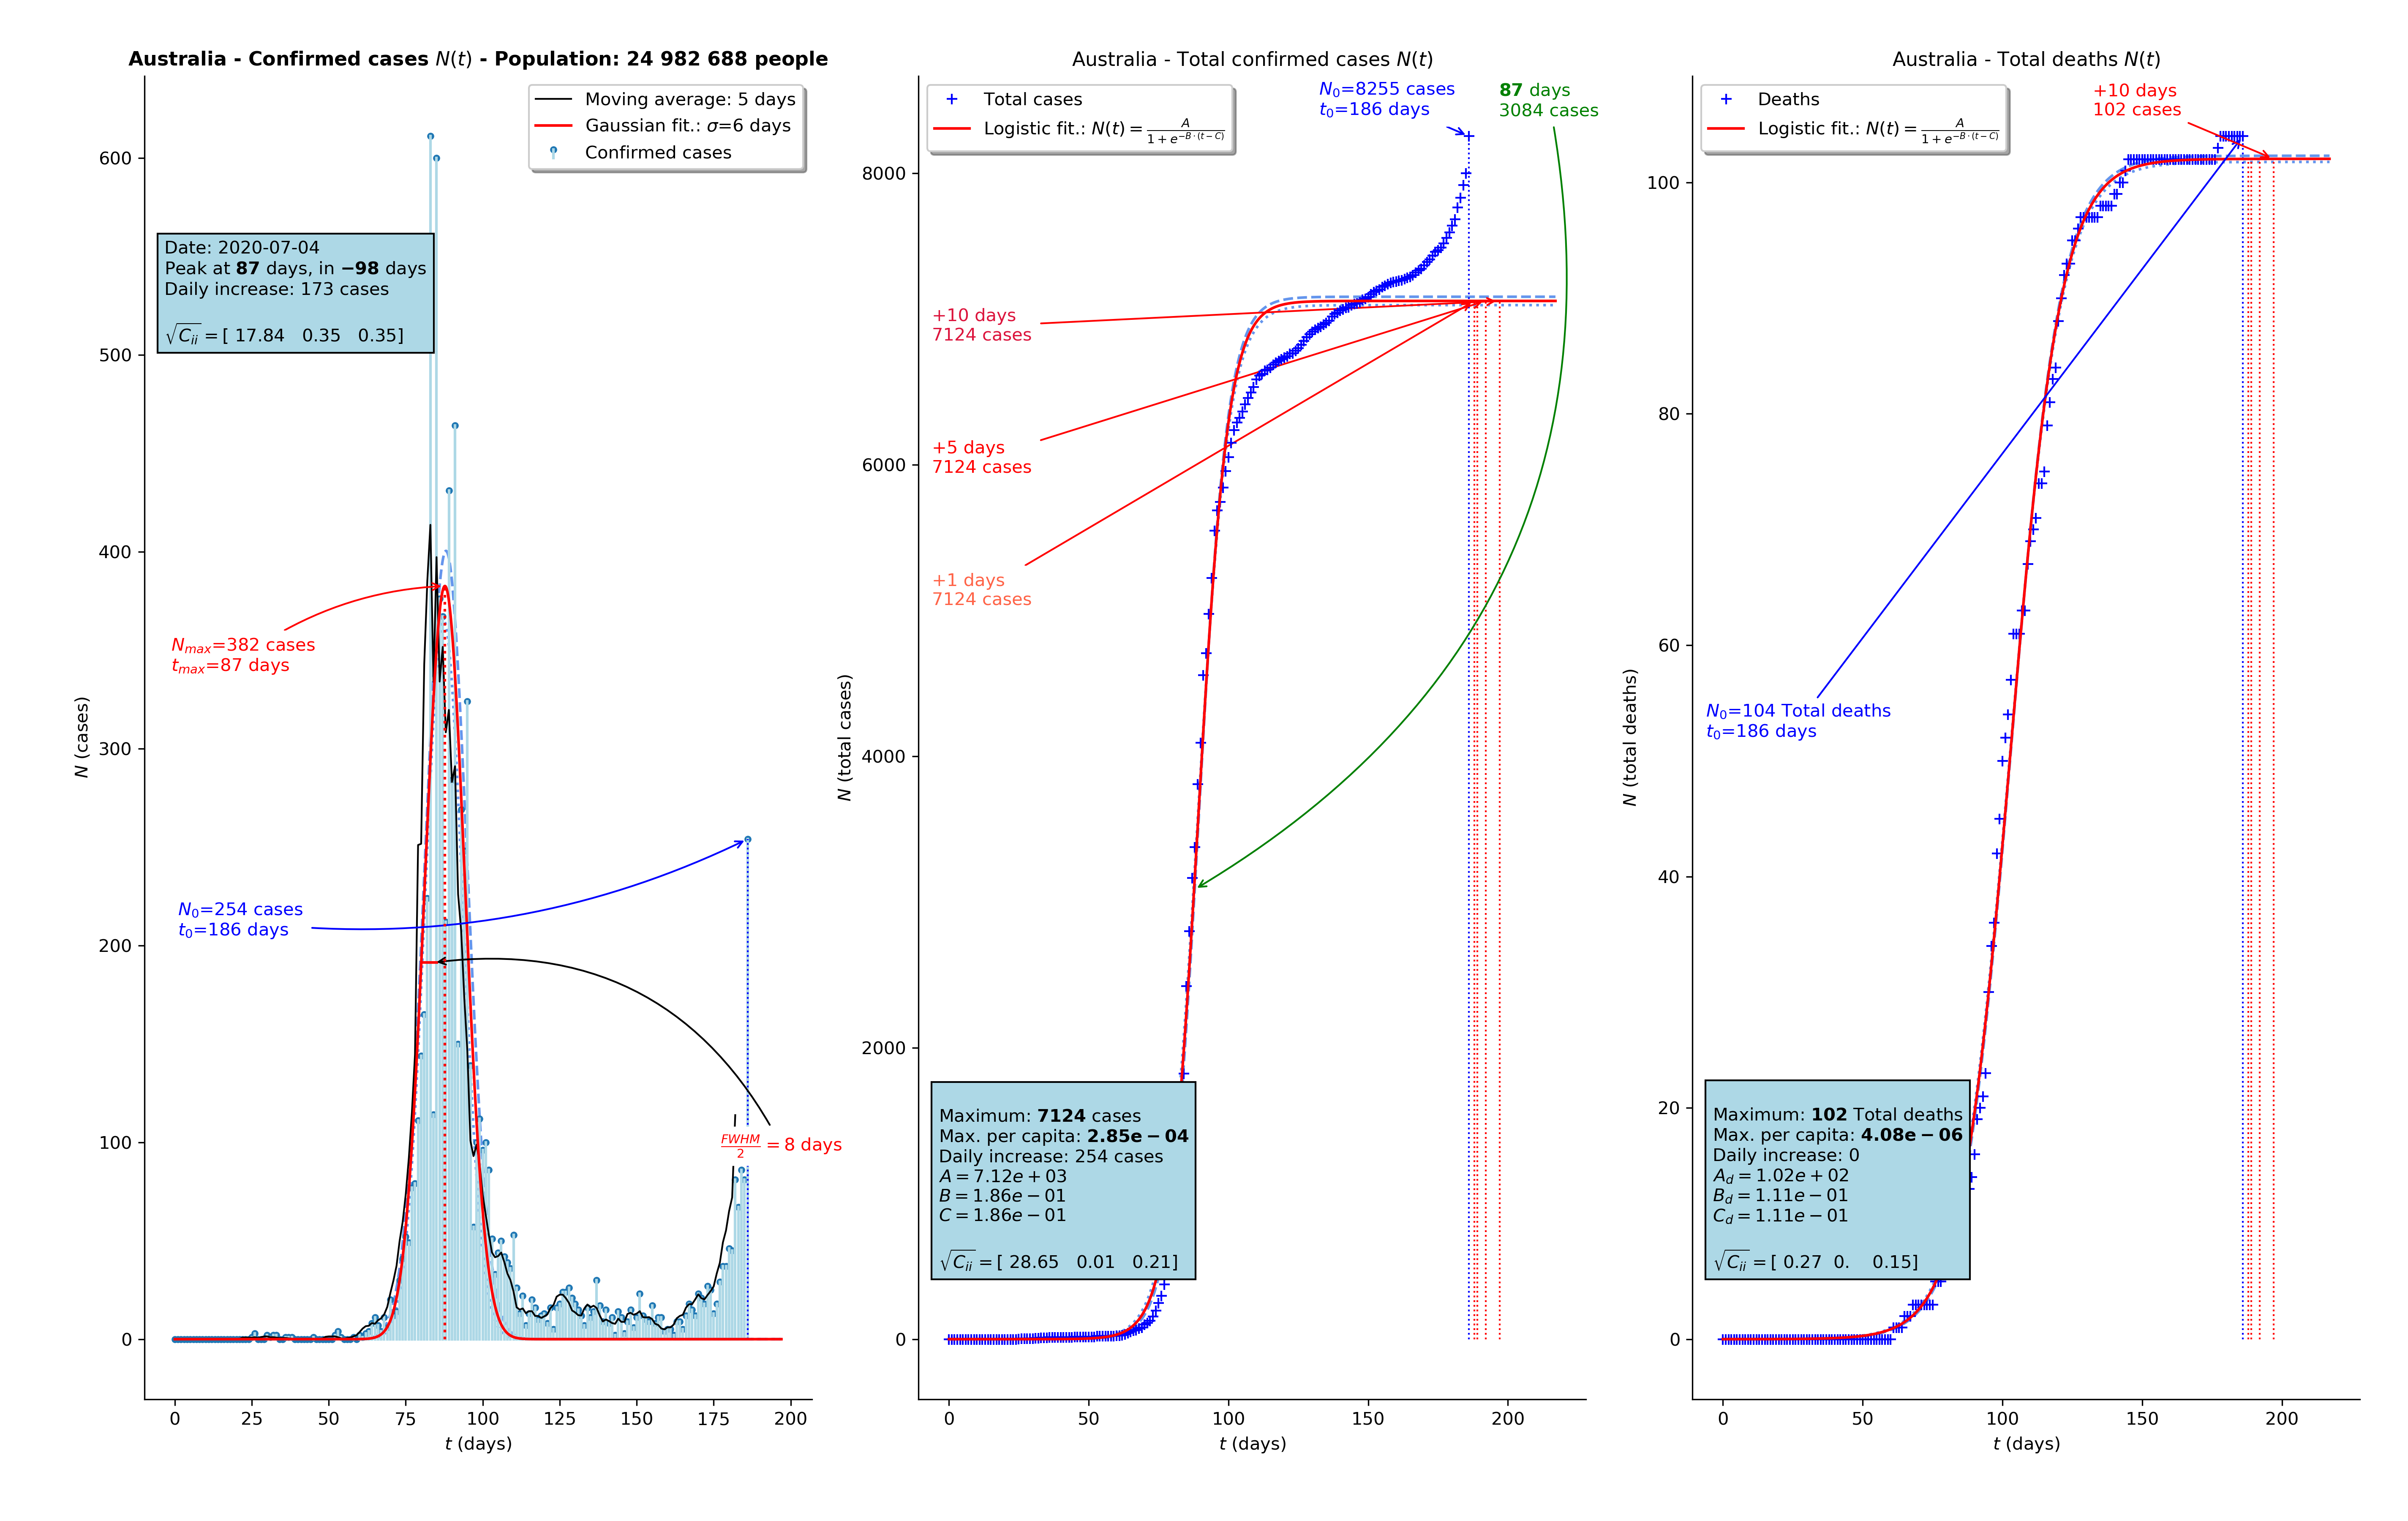 Australia - Confirmed cases N(t) - Population: 24 982 688 people
Moving average: 5 days
Gaussian fit.: σ=6 days
Confirmed cases
Date: 2020-07-04
Peak at 87 days, in −98 days
Daily increase: 173 cases
√C_ii = [ 17.84 0.35 0.35]
N_max=382 cases
t_max=87 days
N_0=254 cases
t_0=186 days
FWHM/2 = 8 days
N (cases)
600
500
400
300
200
100
0
0 25 50 75 100 125 150 175 200
t (days)
Australia - Total confirmed cases N(t)
Total cases
Logistic fit.: N(t) = A/(1 + e^{−B·(t−C)})
N_0=8255 cases
t_0=186 days
87 days
3084 cases
+10 days
7124 cases
+5 days
7124 cases
+1 days
7124 cases
Maximum: 7124 cases
Max. per capita: 2.85e − 04
Daily increase: 254 cases
A = 7.12e + 03
B = 1.86e − 01
C = 1.86e − 01
√C_ii = [ 28.65 0.01 0.21]
N (total cases)
8000
6000
4000
2000
0
0 50 100 150 200
t (days)
Australia - Total deaths N(t)
Deaths
Logistic fit.: N(t) = A/(1 + e^{−B·(t−C)})
+10 days
102 cases
N_0=104 Total deaths
t_0=186 days
Maximum: 102 Total deaths
Max. per capita: 4.08e − 06
Daily increase: 0
A_d = 1.02e + 02
B_d = 1.11e − 01
C_d = 1.11e − 01
√C_ii = [ 0.27 0. 0.15]
N (total deaths)
100
80
60
40
20
0
0 50 100 150 200
t (days)